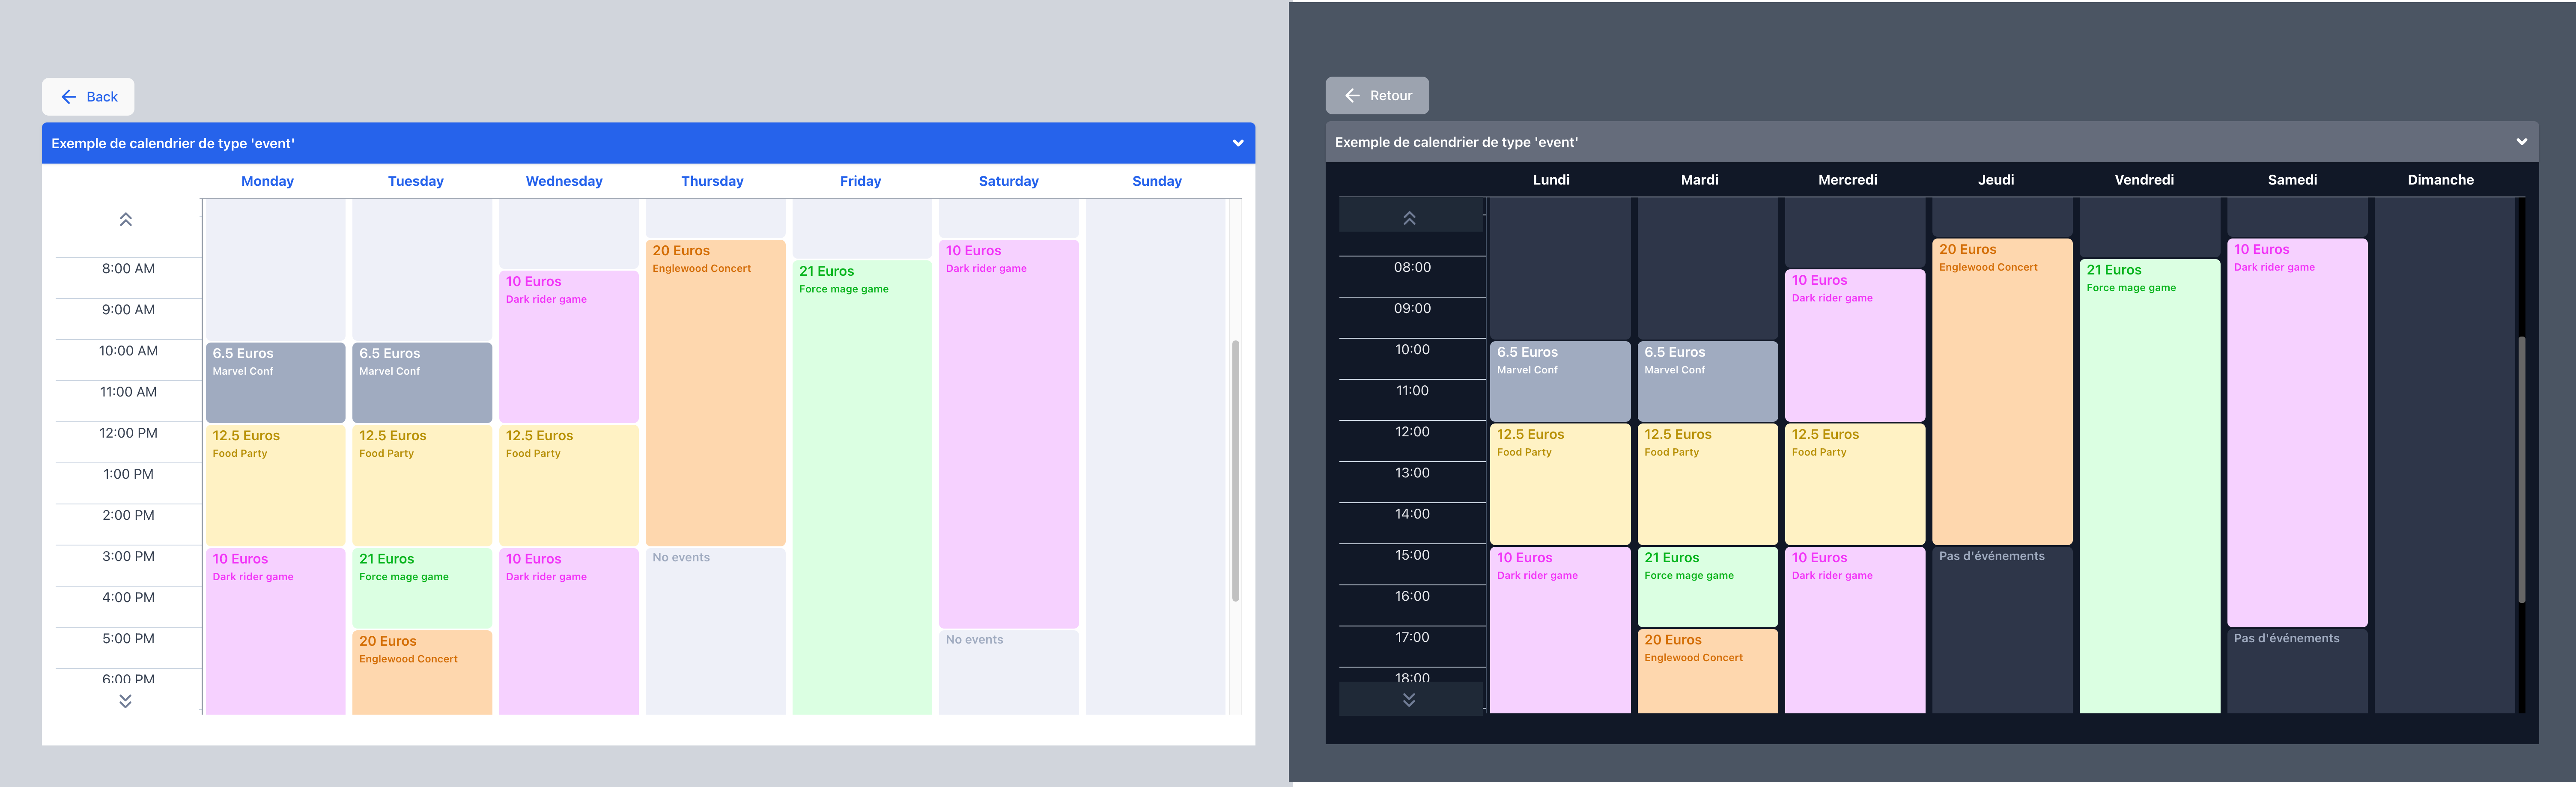 Back
Exemple de calendrier de type 'event'
Monday Tuesday Wednesday Thursday Friday Saturday Sunday
20 Euros 10 Euros
8:00 AM Englewood Concert Dark rider game
10 Euros 21 Euros
Dark rider game Force mage game
9:00 AM
10:00 AM 6.5 Euros 6.5 Euros
Marvel Conf Marvel Conf
11:00 AM
12:00 PM 12.5 Euros 12.5 Euros 12.5 Euros
Food Party Food Party Food Party
1:00 PM
2:00 PM
3:00 PM 10 Euros 21 Euros 10 Euros No events
Dark rider game Force mage game Dark rider game
4:00 PM
5:00 PM 20 Euros No events
Englewood Concert
6:00 PM
Retour
Exemple de calendrier de type 'event'
Lundi Mardi Mercredi Jeudi Vendredi Samedi Dimanche
20 Euros 10 Euros
08:00 Englewood Concert Dark rider game
10 Euros 21 Euros
Dark rider game Force mage game
09:00
10:00 6.5 Euros 6.5 Euros
Marvel Conf Marvel Conf
11:00
12:00 12.5 Euros 12.5 Euros 12.5 Euros
Food Party Food Party Food Party
13:00
14:00
15:00 10 Euros 21 Euros 10 Euros Pas d'événements
Dark rider game Force mage game Dark rider game
16:00
17:00 20 Euros Pas d'événements
Englewood Concert
18:00